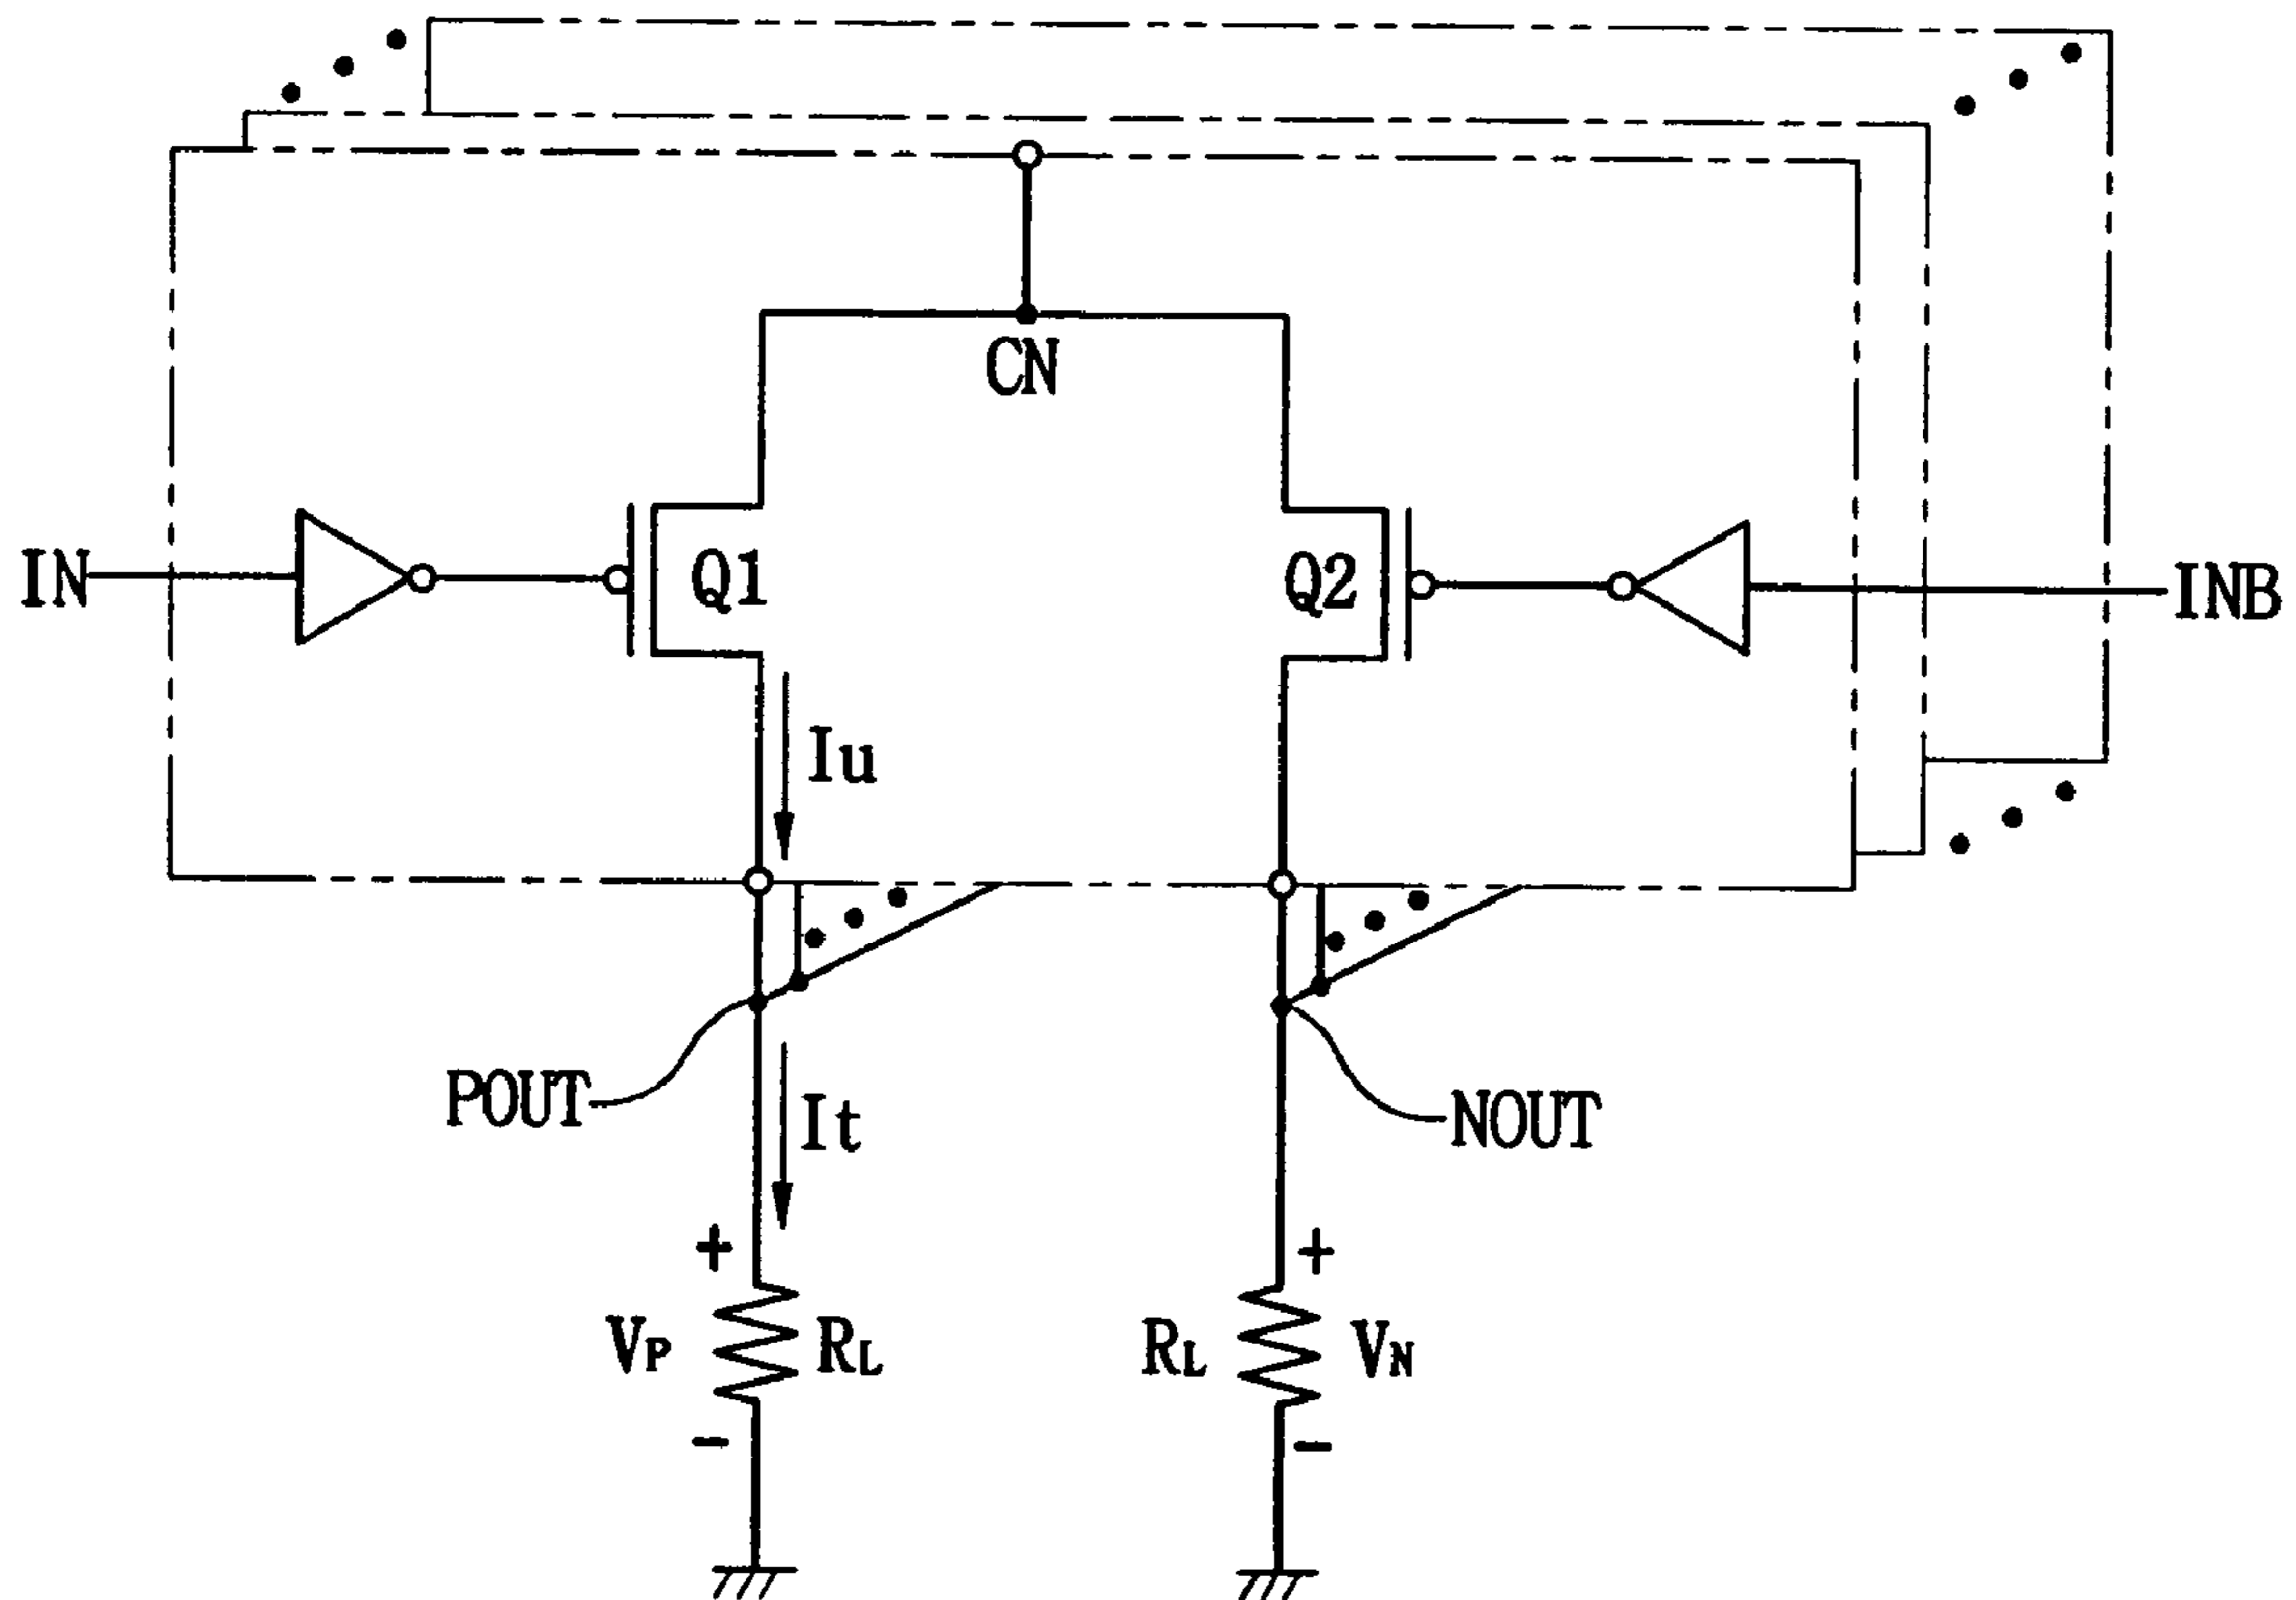 CN
IN
Q1
Q2
INB
Iu
POUT
It
NOUT
+
+
VP
RL
RL
VN
-
-